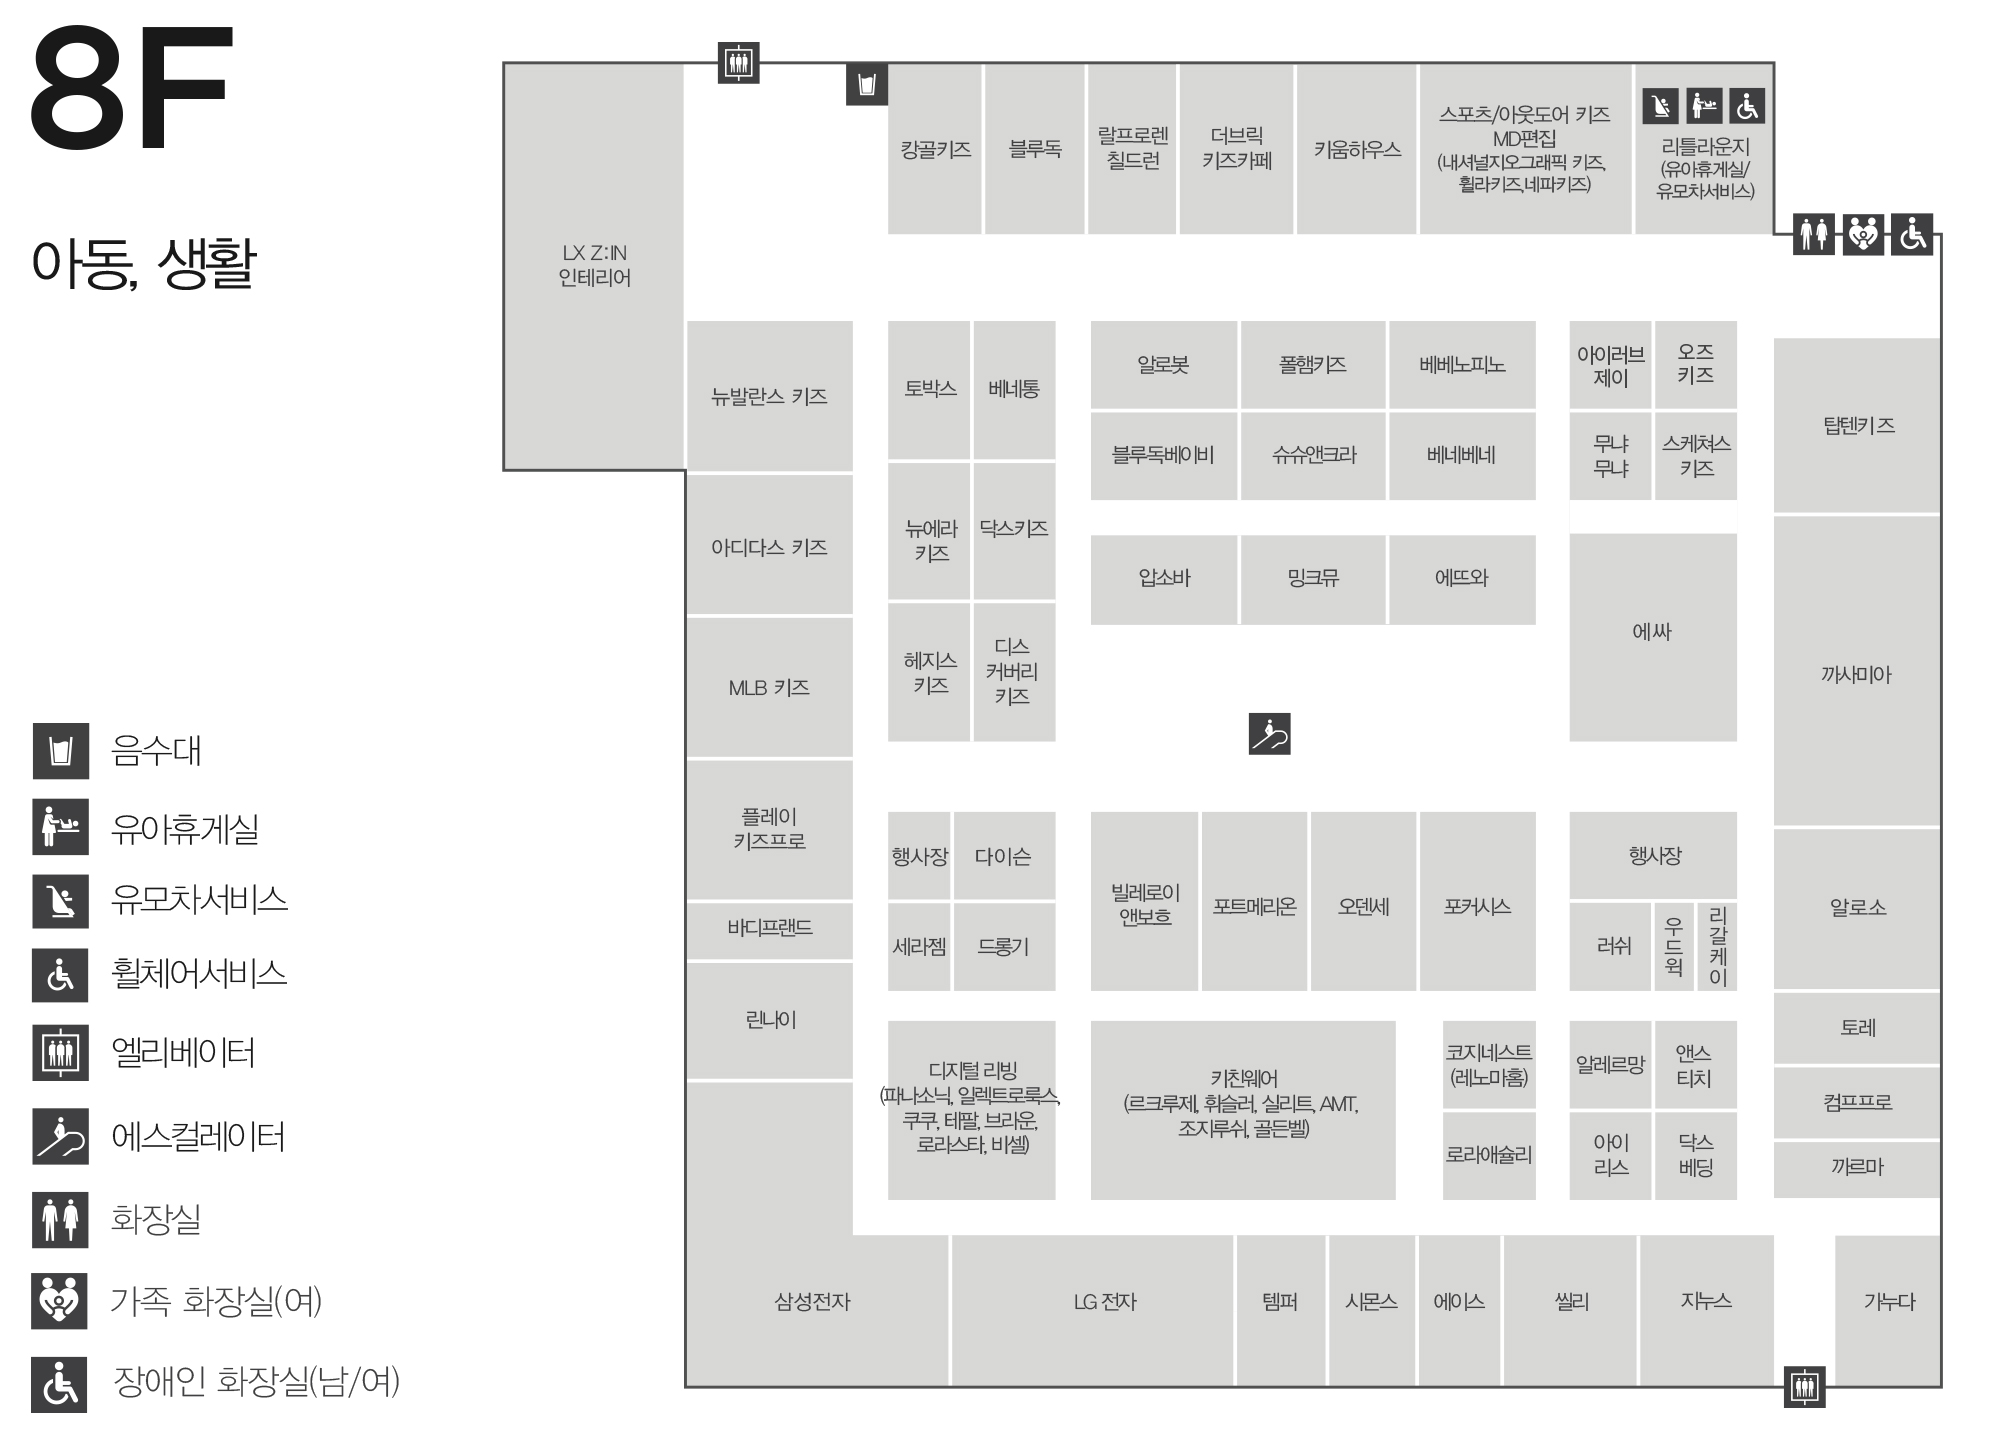 8F
아동, 생활
음수대
유아휴게실
유모차서비스
휠체어서비스
엘리베이터
에스컬레이터
화장실
가족 화장실(여)
장애인 화장실(남/여)
LX Z:IN
인테리어
캉골키즈
블루독
랄프로렌
칠드런
더브릭
키즈카페
키움하우스
스포츠/아웃도어 키즈
MD편집
(내셔널지오그래픽 키즈,
휠라키즈,네파키즈)
리틀라운지
(유아휴게실/
유모차서비스)
뉴발란스 키즈
아디다스 키즈
MLB 키즈
플레이
키즈프로
바디프랜드
린나이
토박스
베네통
뉴에라
키즈
닥스키즈
헤지스
키즈
디스
커버리
키즈
알로봇
폴햄키즈
베베노피노
블루독베이비
슈슈앤크라
베네베네
압소바
밍크뮤
에뜨와
아이러브
제이
오즈
키즈
무냐
무냐
스케쳐스
키즈
에싸
탑텐키즈
까사미아
알로소
토레
컴프프로
까르마
행사장
다이슨
세라젬
드롱기
빌레로이
앤보흐
포트메리온
오덴세
포커시스
행사장
러쉬
우드윅
리갈케이
디지털 리빙
(파나소닉, 일렉트로룩스,
쿠쿠, 테팔, 브라운,
로라스타, 비셀)
키친웨어
(르크루제, 휘슬러, 실리트, AMT,
조지루쉬, 골든벨)
코지네스트
(레노마홈)
로라애슐리
알레르망
앤스
티치
아이
리스
닥스
베딩
삼성전자
LG 전자
템퍼
시몬스
에이스
씰리
지누스
가누다